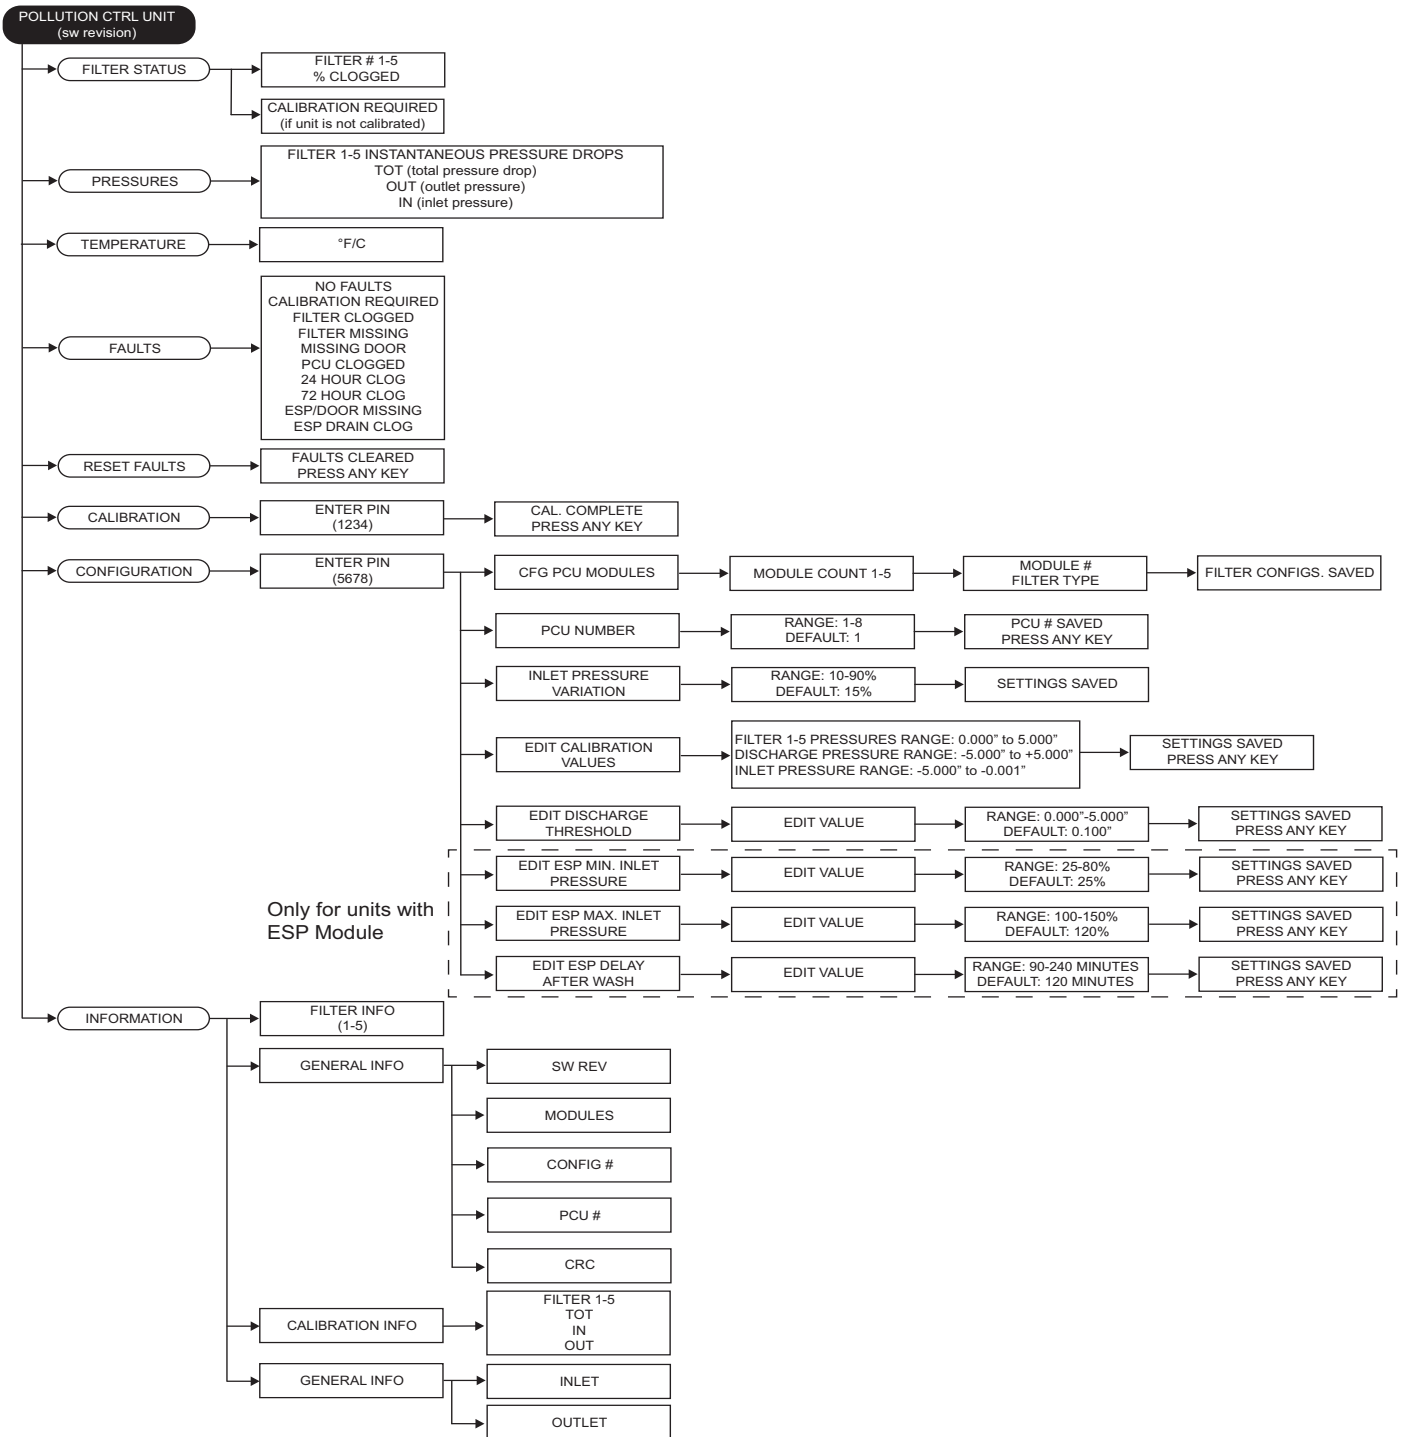 POLLUTION CTRL UNIT
(sw revision)
FILTER STATUS
FILTER # 1-5
% CLOGGED
CALIBRATION REQUIRED
(if unit is not calibrated)
PRESSURES
FILTER 1-5 INSTANTANEOUS PRESSURE DROPS
TOT (total pressure drop)
OUT (outlet pressure)
IN (inlet pressure)
TEMPERATURE
°F/C
FAULTS
NO FAULTS
CALIBRATION REQUIRED
FILTER CLOGGED
FILTER MISSING
MISSING DOOR
PCU CLOGGED
24 HOUR CLOG
72 HOUR CLOG
ESP/DOOR MISSING
ESP DRAIN CLOG
RESET FAULTS
FAULTS CLEARED
PRESS ANY KEY
CALIBRATION
ENTER PIN
(1234)
CAL. COMPLETE
PRESS ANY KEY
CONFIGURATION
ENTER PIN
(5678)
CFG PCU MODULES
MODULE COUNT 1-5
MODULE #
FILTER TYPE
FILTER CONFIGS. SAVED
PCU NUMBER
RANGE: 1-8
DEFAULT: 1
PCU # SAVED
PRESS ANY KEY
INLET PRESSURE
VARIATION
RANGE: 10-90%
DEFAULT: 15%
SETTINGS SAVED
EDIT CALIBRATION
VALUES
FILTER 1-5 PRESSURES RANGE: 0.000” to 5.000”
DISCHARGE PRESSURE RANGE: -5.000” to +5.000”
INLET PRESSURE RANGE: -5.000” to -0.001”
SETTINGS SAVED
PRESS ANY KEY
EDIT DISCHARGE
THRESHOLD
EDIT VALUE
RANGE: 0.000”-5.000”
DEFAULT: 0.100”
SETTINGS SAVED
PRESS ANY KEY
Only for units with
ESP Module
EDIT ESP MIN. INLET
PRESSURE
EDIT VALUE
RANGE: 25-80%
DEFAULT: 25%
SETTINGS SAVED
PRESS ANY KEY
EDIT ESP MAX. INLET
PRESSURE
EDIT VALUE
RANGE: 100-150%
DEFAULT: 120%
SETTINGS SAVED
PRESS ANY KEY
EDIT ESP DELAY
AFTER WASH
EDIT VALUE
RANGE: 90-240 MINUTES
DEFAULT: 120 MINUTES
SETTINGS SAVED
PRESS ANY KEY
INFORMATION
FILTER INFO
(1-5)
GENERAL INFO
SW REV
MODULES
CONFIG #
PCU #
CRC
CALIBRATION INFO
FILTER 1-5
TOT
IN
OUT
GENERAL INFO
INLET
OUTLET